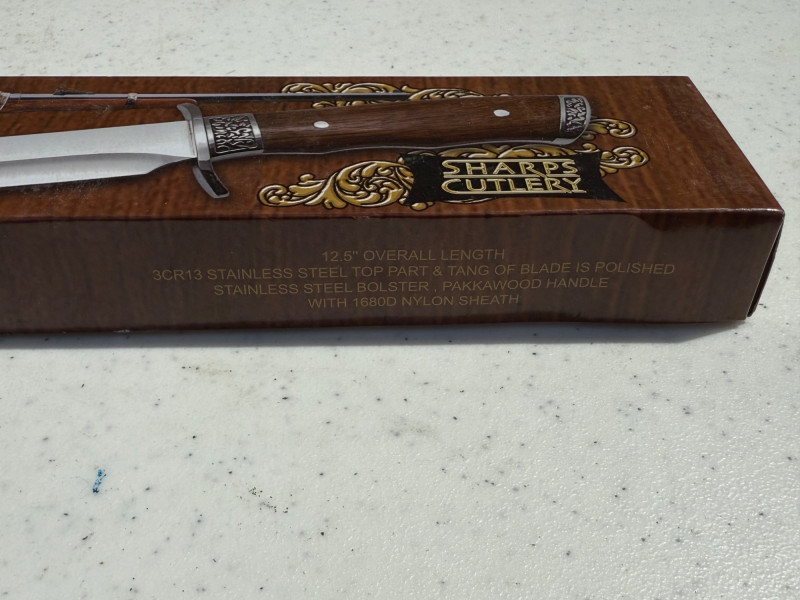 SHARPS
CUTLERY
12.5" OVERALL LENGTH
3CR13 STAINLESS STEEL TOP PART & TANG OF BLADE IS POLISHED
STAINLESS STEEL BOLSTER , PAKKAWOOD HANDLE
WITH 1680D NYLON SHEATH